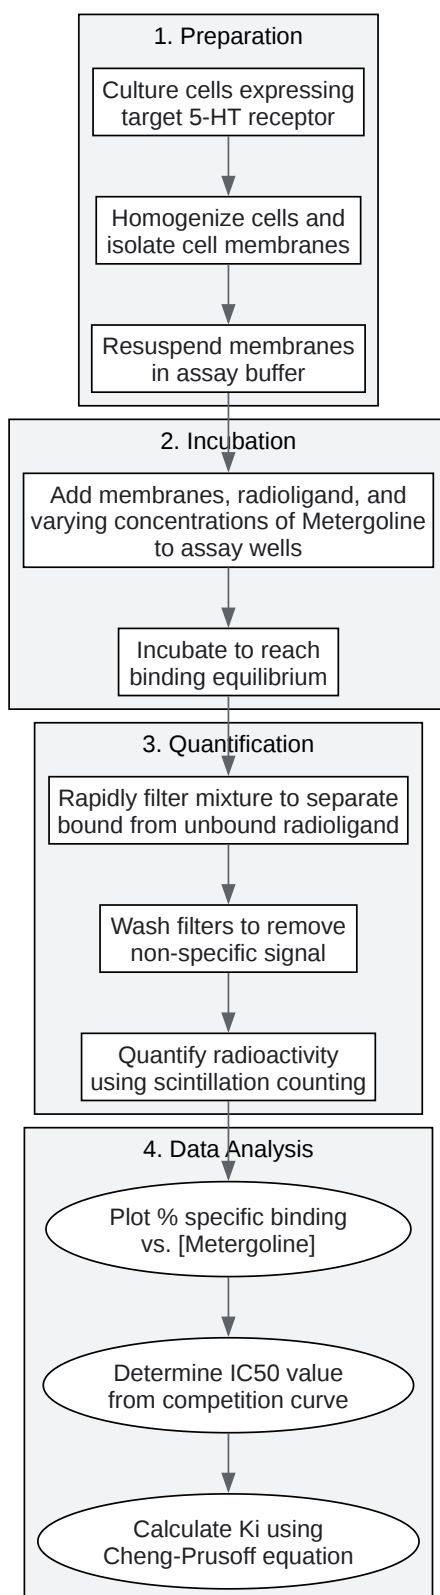 1. Preparation
Culture cells expressing
target 5-HT receptor
Homogenize cells and
isolate cell membranes
Resuspend membranes
in assay buffer
2. Incubation
Add membranes, radioligand, and
varying concentrations of Metergoline
to assay wells
Incubate to reach
binding equilibrium
3. Quantification
Rapidly filter mixture to separate
bound from unbound radioligand
Wash filters to remove
non-specific signal
Quantify radioactivity
using scintillation counting
4. Data Analysis
Plot % specific binding
vs. [Metergoline]
Determine IC50 value
from competition curve
Calculate Ki using
Cheng-Prusoff equation